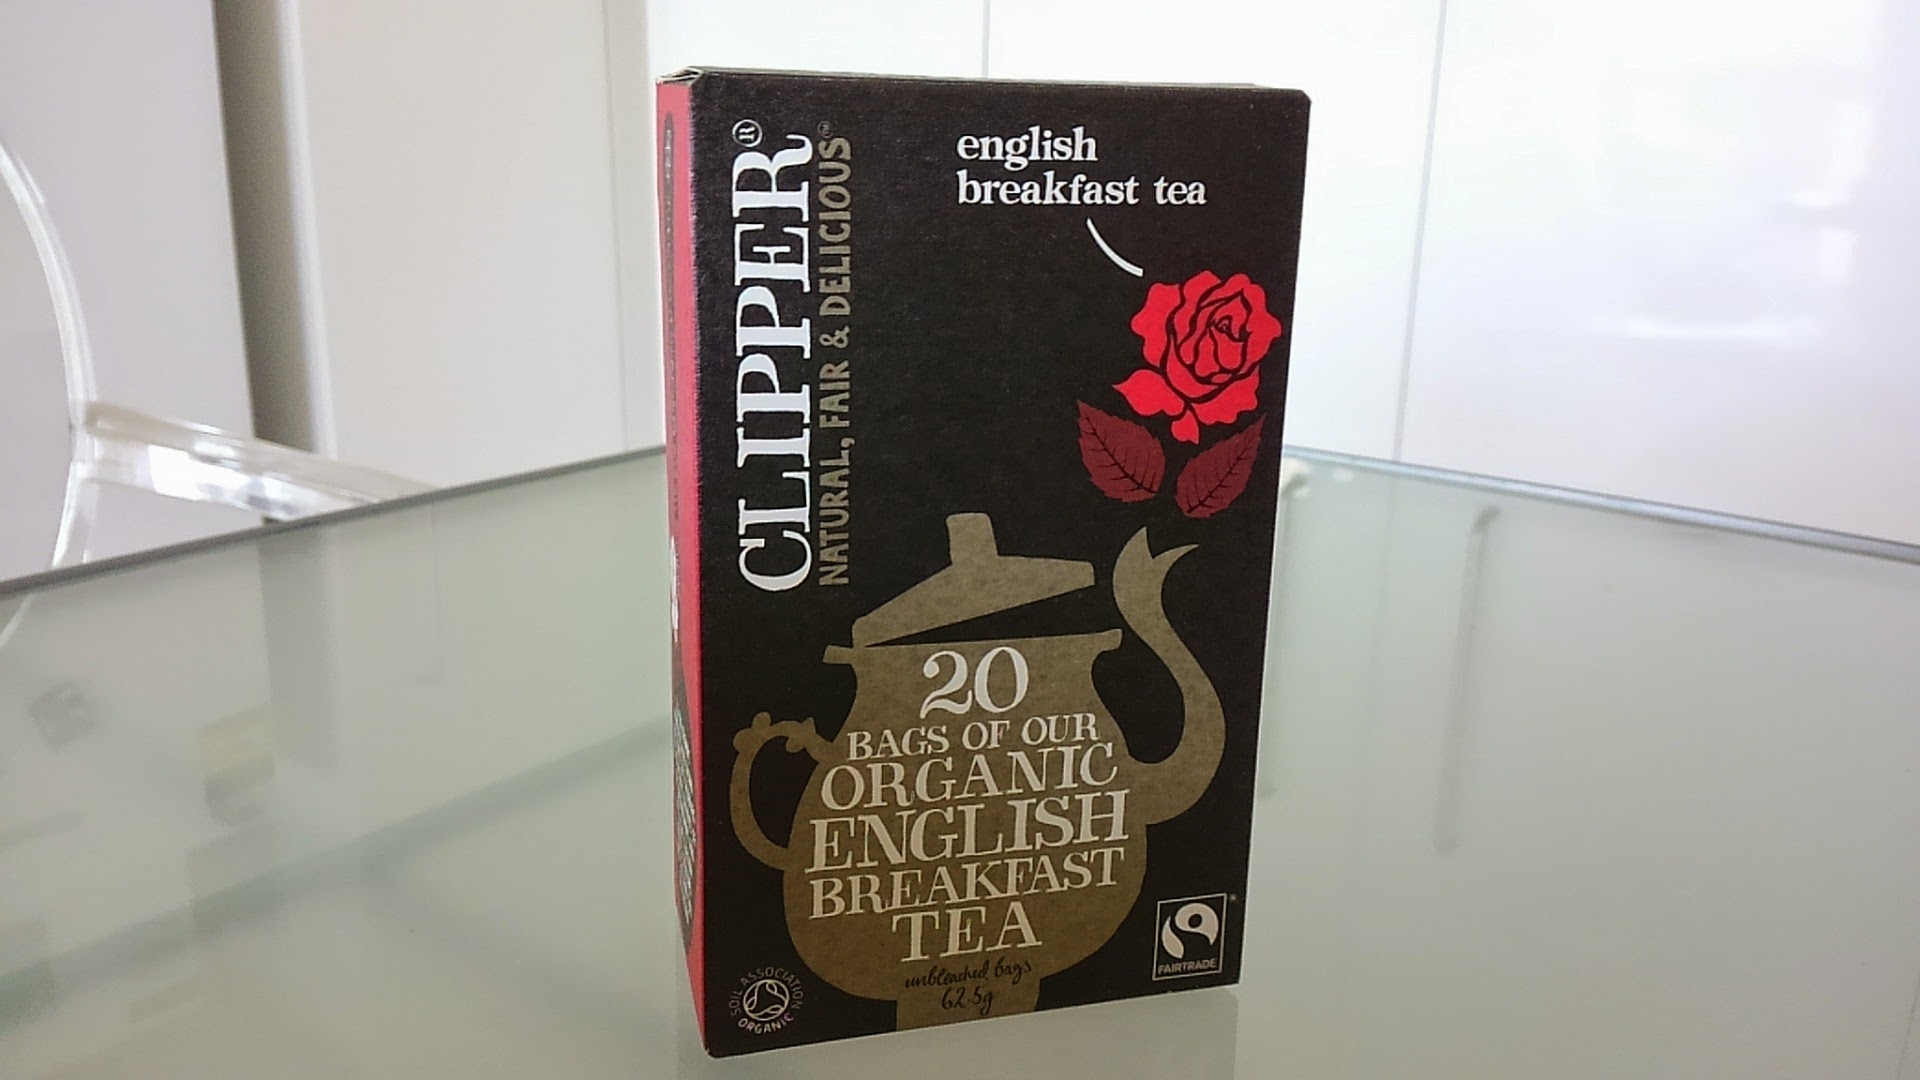 CLIPPER®
NATURAL, FAIR & DELICIOUS™
english
breakfast tea
20
BAGS OF OUR
ORGANIC
ENGLISH
BREAKFAST
TEA
unbleached bags
62.5g
SOIL ASSOCIATION
ORGANIC
FAIRTRADE